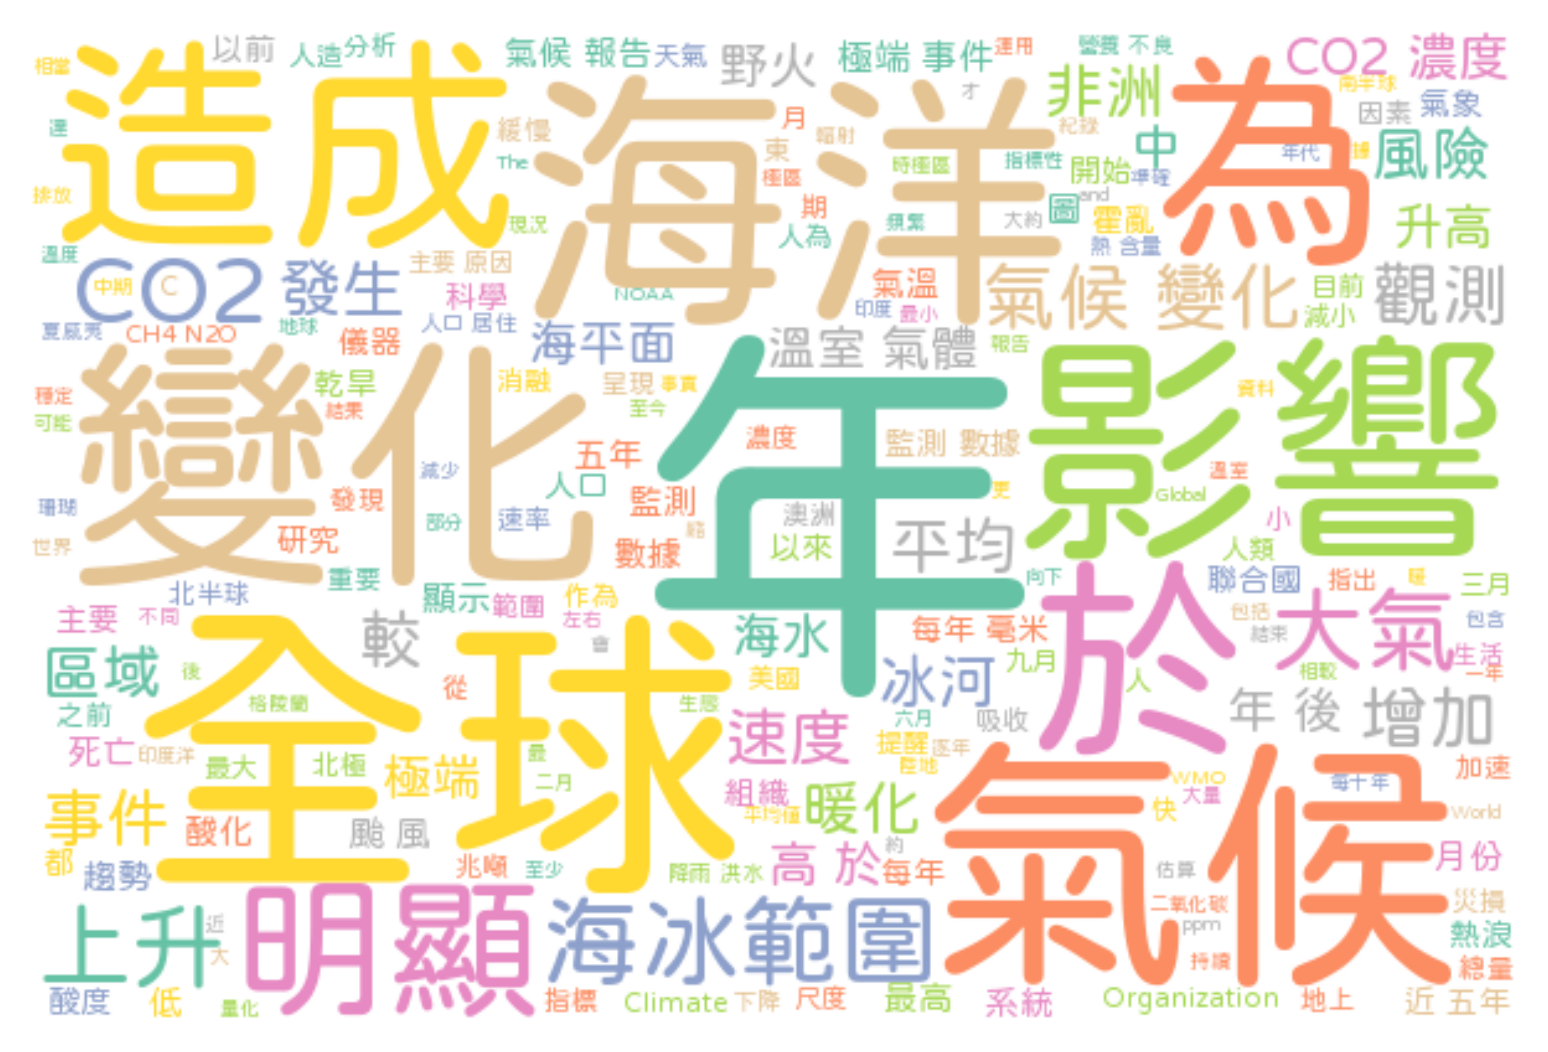 相當
以前
人造
分析
氣候 報告
天氣
野火
極端 事件
運用
營養 不良
CO2 濃度
造成
海洋
為
才
非洲
南半球
因素
氣象
達
緩慢
The
月
東
輻射
極區
時極區
紀錄
指標性
中
開始
準確
年代
據
風險
排放
現況
期
人為
頻繁
大約
圖
and
霍亂
熱 含量
升高
溫度
CO2
中期
C
發生
主要 原因
科學
NOAA
氣溫
印度
最小
氣候 變化
目前
減小
觀測
夏威夷
CH4 N2O
地球
儀器
人口 居住
海平面
溫室 氣體
報告
變化
年
影響
穩定
可能
乾旱
結果
消融
呈現
事實
至今
資料
濃度
監測 數據
五年
減少
人口
溫室
更
Global
珊瑚
發現
部分
速率
監測
澳洲
平均
小
世界
研究
數據
以來
人類
北半球
重要
顯示
範圍
作為
向下
聯合國
指出
暖
三月
主要
不同
左右
較
會
海水
每年 毫米
於
包括
結束
大氣
包含
區域
後
全球
從
美國
冰河
九月
人
相較
生活
一年
之前
格陵蘭
生態
速度
六月
吸收
年 後
增加
死亡
印度洋
最大
北極
極端
最
二月
提醒
逐年
陸地
組織
平均值
暖化
氣候
WMO
大量
快
每十年
加速
World
事件
酸化
颱 風
都
趨勢
兆噸
至少
降雨 洪水
高 於
約
每年
估算
月份
上升
近
大
明顯
海冰範圍
二氧化碳
ppm
持續
災損
熱浪
總量
酸度
低
量化
指標
Climate
下降
尺度
最高
系統
Organization
地上
近 五年